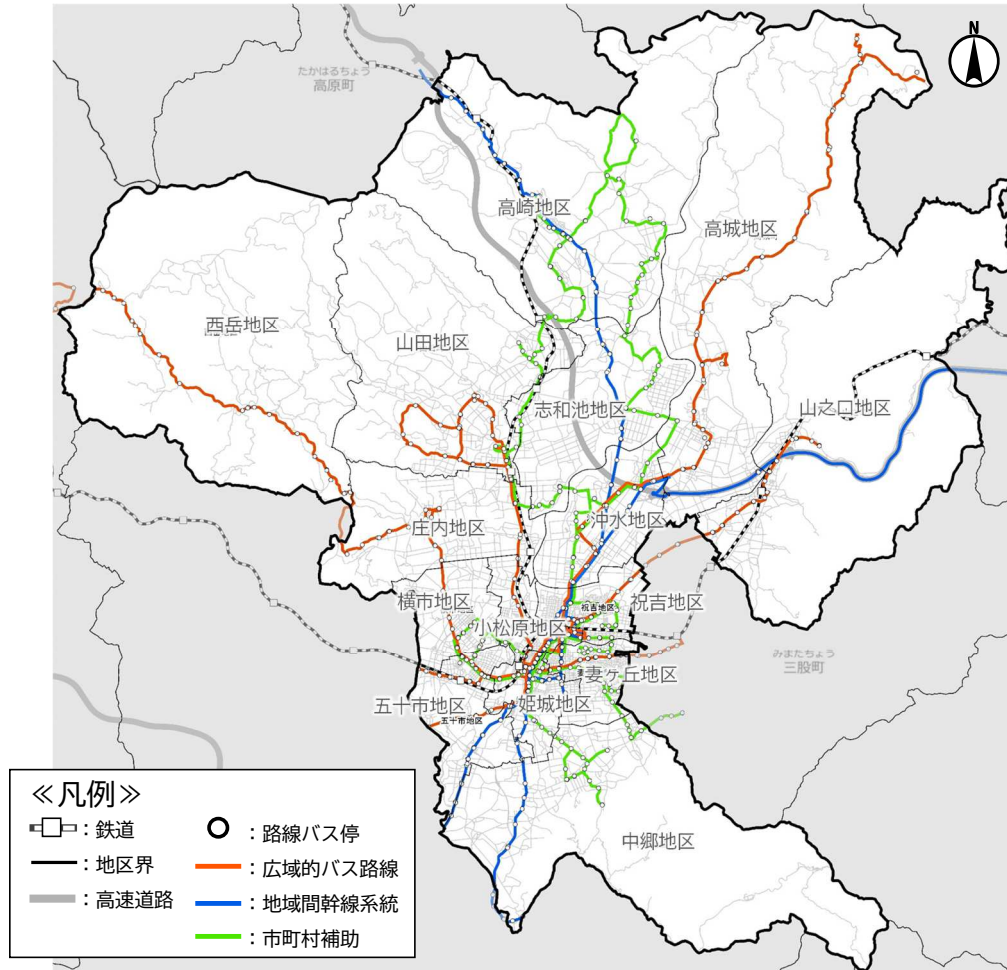 N
たかはるちょう
高原町
高崎地区
高城地区
西岳地区
山田地区
志和池地区
山之口地区
庄内地区
沖水地区
横市地区
祝吉地区
祝吉地区
小松原地区
みまたちょう
三股町
妻ヶ丘地区
五十市地区
姫城地区
五十市地区
中郷地区
≪凡例≫
：鉄道
：路線バス停
：地区界
：広域的バス路線
：高速道路
：地域間幹線系統
：市町村補助